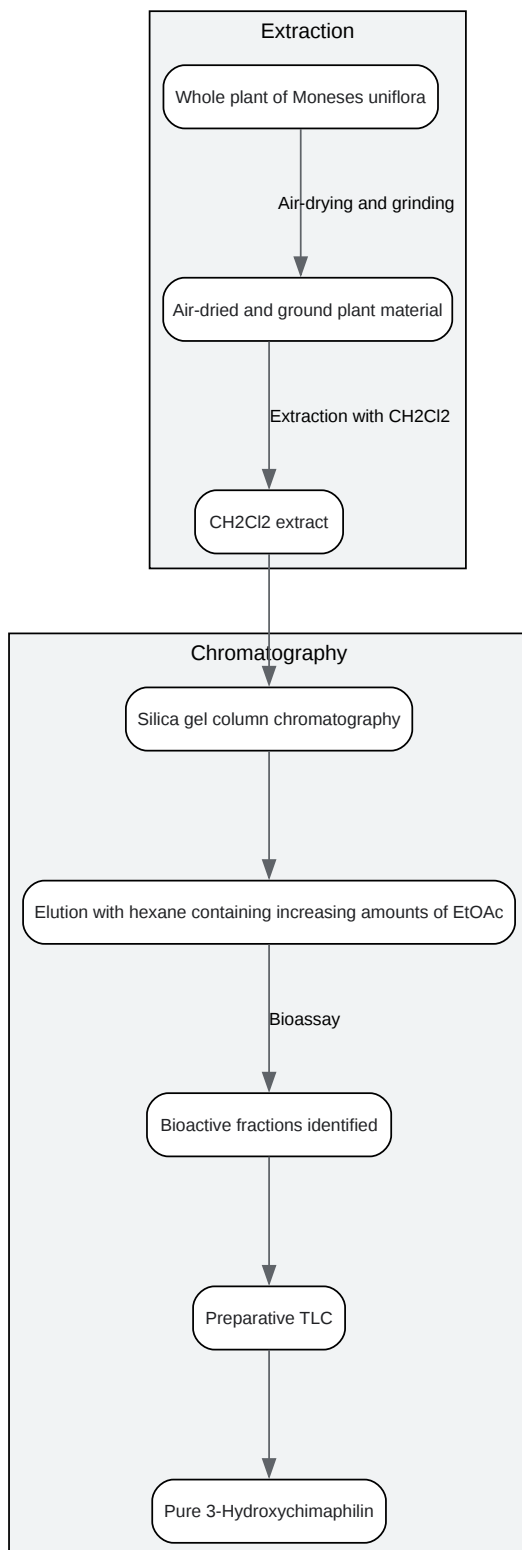 Extraction
Whole plant of Moneses uniflora
Air-drying and grinding
Air-dried and ground plant material
Extraction with CH2Cl2
CH2Cl2 extract
Chromatography
Silica gel column chromatography
Elution with hexane containing increasing amounts of EtOAc
Bioassay
Bioactive fractions identified
Preparative TLC
Pure 3-Hydroxychimaphilin